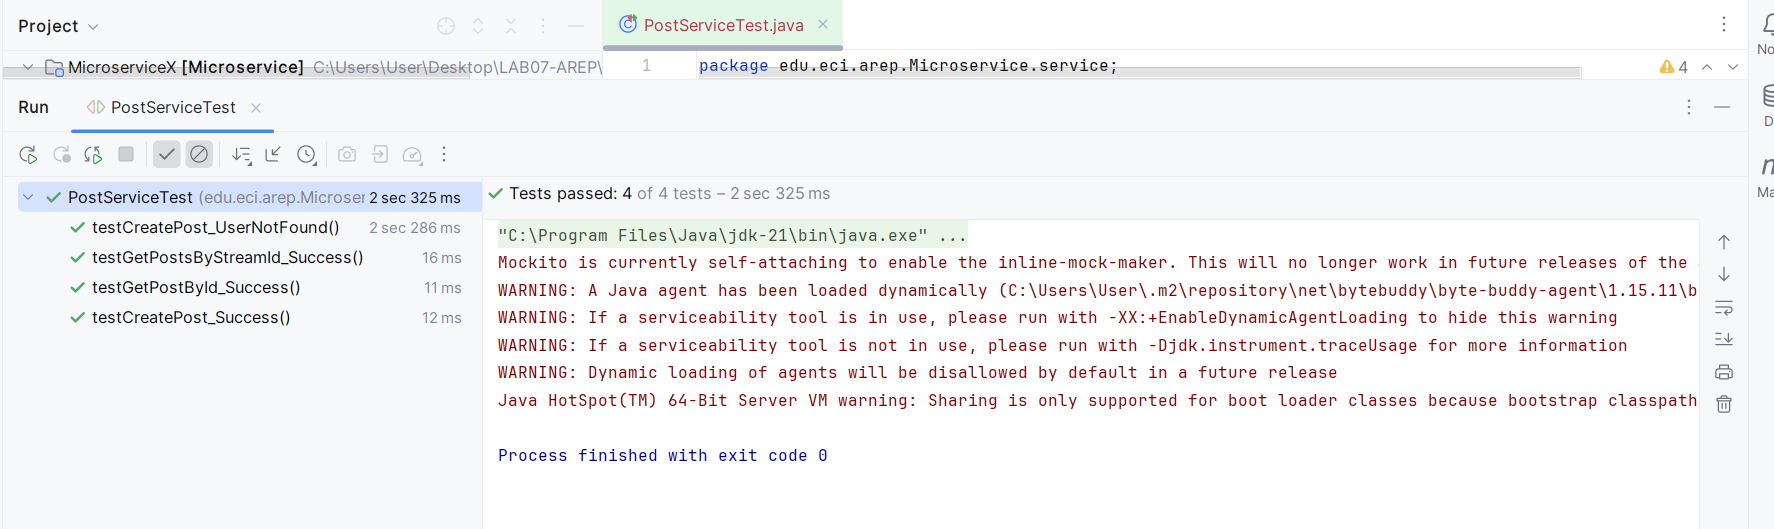 Project
PostServiceTest.java
No
MicroserviceX [Microservice] C:\Users\User\Desktop\LAB07-AREP\
1 package edu.eci.arep.Microservice.service;
4
Run PostServiceTest
D
Ma
PostServiceTest (edu.eci.arep.Microser 2 sec 325 ms
testCreatePost_UserNotFound() 2 sec 286 ms
testGetPostsByStreamId_Success() 16 ms
testGetPostById_Success() 11 ms
testCreatePost_Success() 12 ms
Tests passed: 4 of 4 tests – 2 sec 325 ms
"C:\Program Files\Java\jdk-21\bin\java.exe" ...
Mockito is currently self-attaching to enable the inline-mock-maker. This will no longer work in future releases of the
WARNING: A Java agent has been loaded dynamically (C:\Users\User\.m2\repository\net\bytebuddy\byte-buddy-agent\1.15.11\b
WARNING: If a serviceability tool is in use, please run with -XX:+EnableDynamicAgentLoading to hide this warning
WARNING: If a serviceability tool is not in use, please run with -Djdk.instrument.traceUsage for more information
WARNING: Dynamic loading of agents will be disallowed by default in a future release
Java HotSpot(TM) 64-Bit Server VM warning: Sharing is only supported for boot loader classes because bootstrap classpath
Process finished with exit code 0